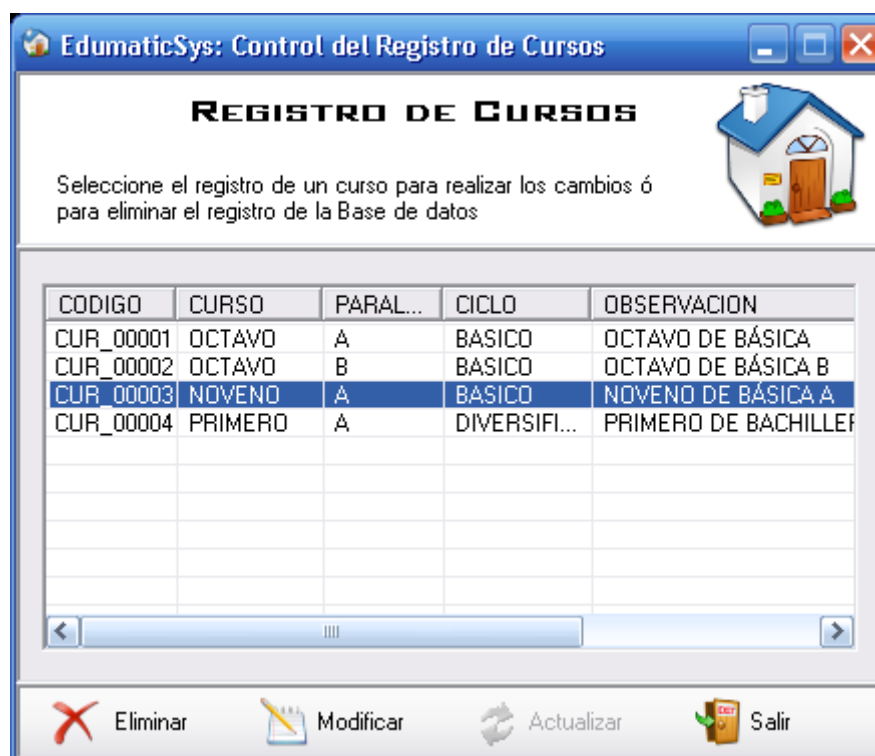 EdumaticSys: Control del Registro de Cursos
REGISTRO DE CURSOS
Seleccione el registro de un curso para realizar los cambios ó
para eliminar el registro de la Base de datos
CODIGO CURSO PARAL... CICLO OBSERVACION
CUR_00001 OCTAVO A BASICO OCTAVO DE BÁSICA
CUR_00002 OCTAVO B BASICO OCTAVO DE BÁSICA B
CUR_00003 NOVENO A BASICO NOVENO DE BÁSICA A
CUR_00004 PRIMERO A DIVERSIFI... PRIMERO DE BACHILLER
Eliminar Modificar Actualizar Salir